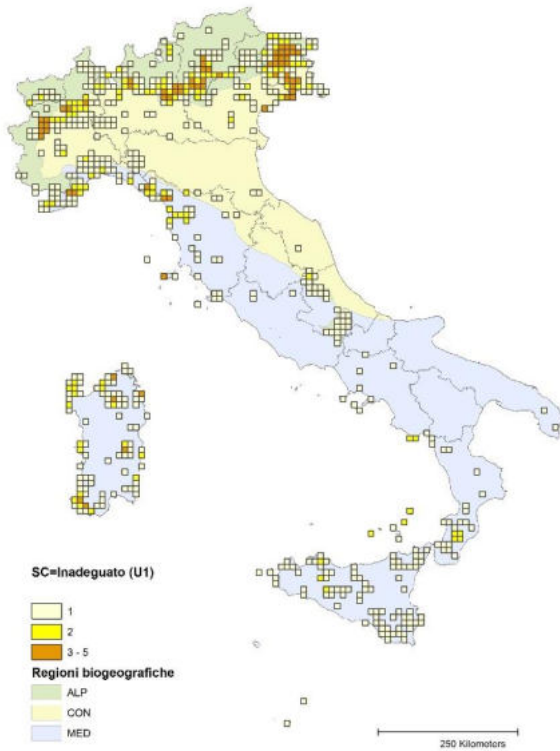 SC=Inadeguato (U1)
1
2
3 - 5
Regioni biogeografiche
ALP
CON
MED
250 Kilometers